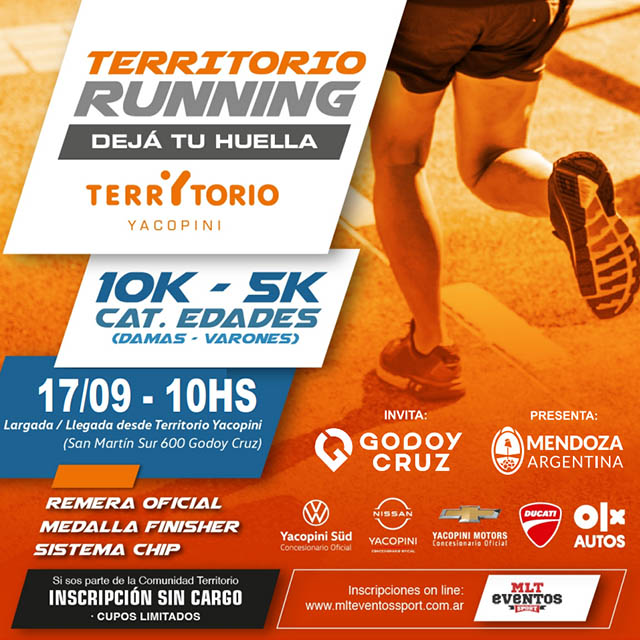 TERRITORIO
RUNNING
DEJÁ TU HUELLA
TERRITORIO
YACOPINI
10K - 5K
CAT. EDADES
(DAMAS - VARONES)
17/09 - 10HS
Largada / Llegada desde Territorio Yacopini
(San Martín Sur 600 Godoy Cruz)
INVITA:
GODOY
CRUZ
PRESENTA:
MENDOZA
ARGENTINA
REMERA OFICIAL
MEDALLA FINISHER
SISTEMA CHIP
Yacopini Süd
Concesionario Oficial
NISSAN
YACOPINI
CONCESIONARIO OFICIAL
YACOPINI MOTORS
Concesionario Oficial
DUCATI
olx
AUTOS
Si sos parte de la Comunidad Territorio
INSCRIPCIÓN SIN CARGO
· CUPOS LIMITADOS
Inscripciones on line:
www.mlteventossport.com.ar
MLT
eventos
SPORT